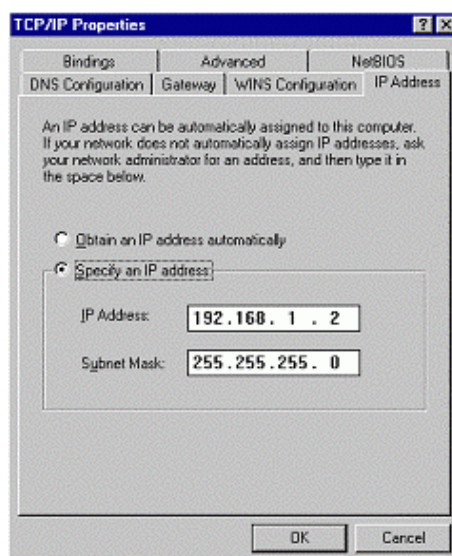 TCP/IP Properties
Bindings Advanced NetBIOS
DNS Configuration Gateway WINS Configuration IP Address
An IP address can be automatically assigned to this computer.
If your network does not automatically assign IP addresses, ask
your network administrator for an address, and then type it in
the space below.
Obtain an IP address automatically
Specify an IP address:
IP Address: 192.168. 1 . 2
Subnet Mask: 255.255.255. 0
OK Cancel